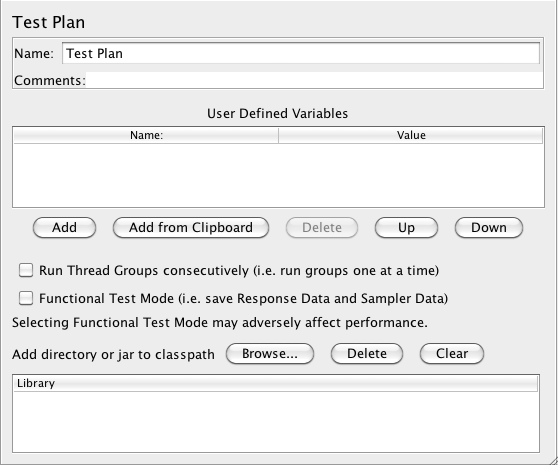 Test Plan
Name: Test Plan
Comments:
User Defined Variables
Name: Value
Add Add from Clipboard Delete Up Down
Run Thread Groups consecutively (i.e. run groups one at a time)
Functional Test Mode (i.e. save Response Data and Sampler Data)
Selecting Functional Test Mode may adversely affect performance.
Add directory or jar to classpath Browse... Delete Clear
Library